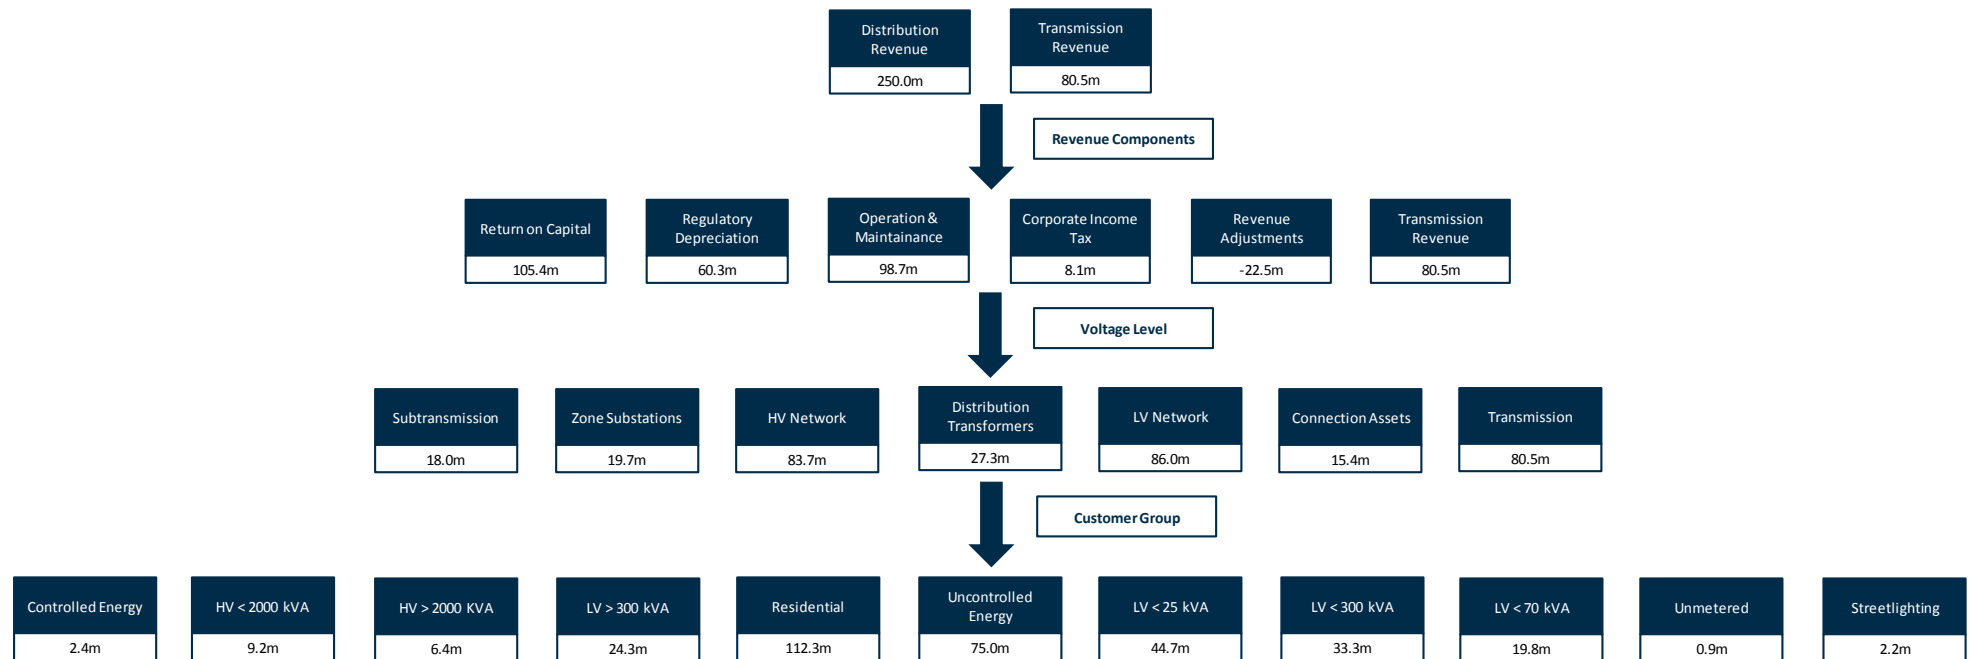 Distribution
Revenue
250.0m
Transmission
Revenue
80.5m
Revenue Components
Return on Capital
105.4m
Regulatory
Depreciation
60.3m
Operation &
Maintainance
98.7m
Corporate Income
Tax
8.1m
Revenue
Adjustments
-22.5m
Transmission
Revenue
80.5m
Voltage Level
Subtransmission
18.0m
Zone Substations
19.7m
HV Network
83.7m
Distribution
Transformers
27.3m
LV Network
86.0m
Connection Assets
15.4m
Transmission
80.5m
Customer Group
Controlled Energy
2.4m
HV < 2000 kVA
9.2m
HV > 2000 KVA
6.4m
LV > 300 kVA
24.3m
Residential
112.3m
Uncontrolled
Energy
75.0m
LV < 25 kVA
44.7m
LV < 300 kVA
33.3m
LV < 70 kVA
19.8m
Unmetered
0.9m
Streetlighting
2.2m